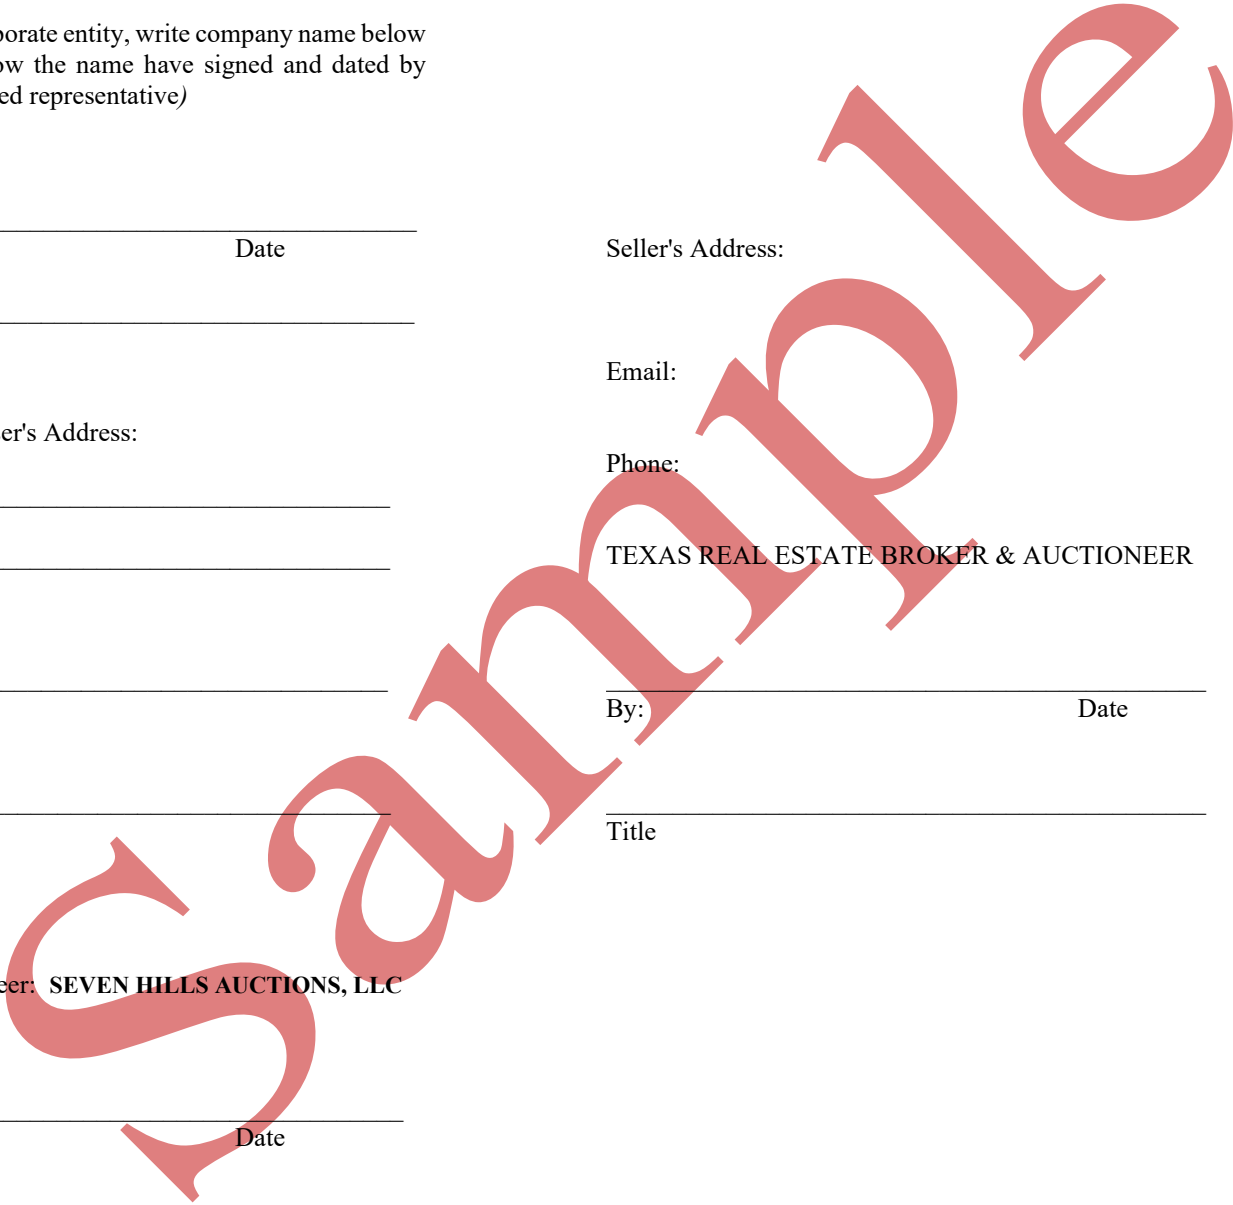 porate entity, write company name below
ow the name have signed and dated by
ed representative)
Date
er's Address:
eer: SEVEN HILLS AUCTIONS, LLC
Date
Seller's Address:
Email:
Phone:
TEXAS REAL ESTATE BROKER & AUCTIONEER
By: Date
Title
Sample